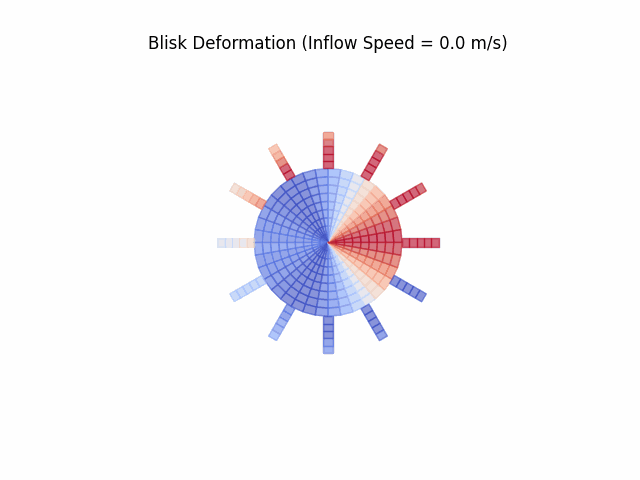 Blisk Deformation (Inflow Speed = 0.0 m/s)